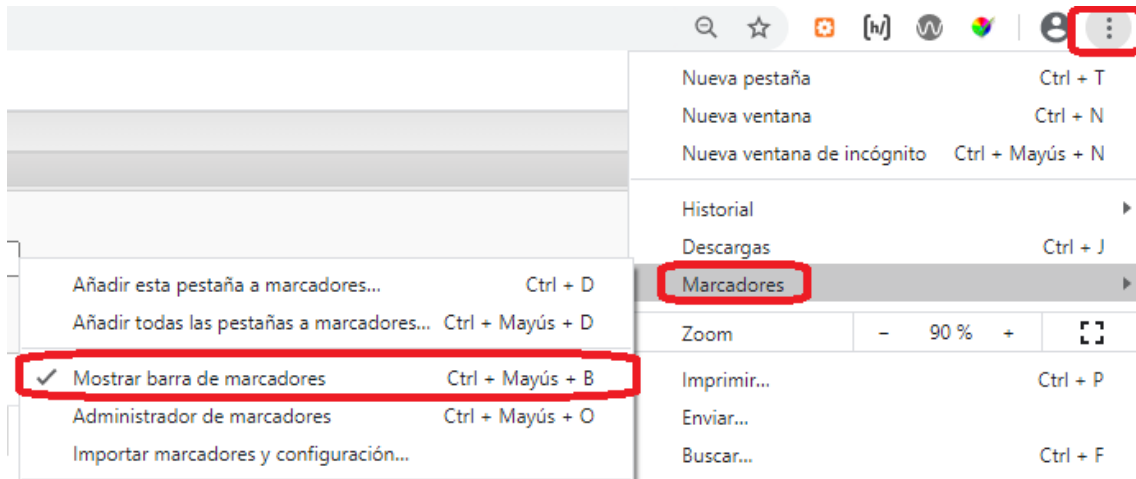 [h/]
Nueva pestaña Ctrl + T
Nueva ventana Ctrl + N
Nueva ventana de incógnito Ctrl + Mayús + N
Historial
Descargas Ctrl + J
Marcadores
Zoom - 90 % +
Imprimir... Ctrl + P
Enviar...
Buscar... Ctrl + F
Añadir esta pestaña a marcadores... Ctrl + D
Añadir todas las pestañas a marcadores... Ctrl + Mayús + D
Mostrar barra de marcadores Ctrl + Mayús + B
Administrador de marcadores Ctrl + Mayús + O
Importar marcadores y configuración...